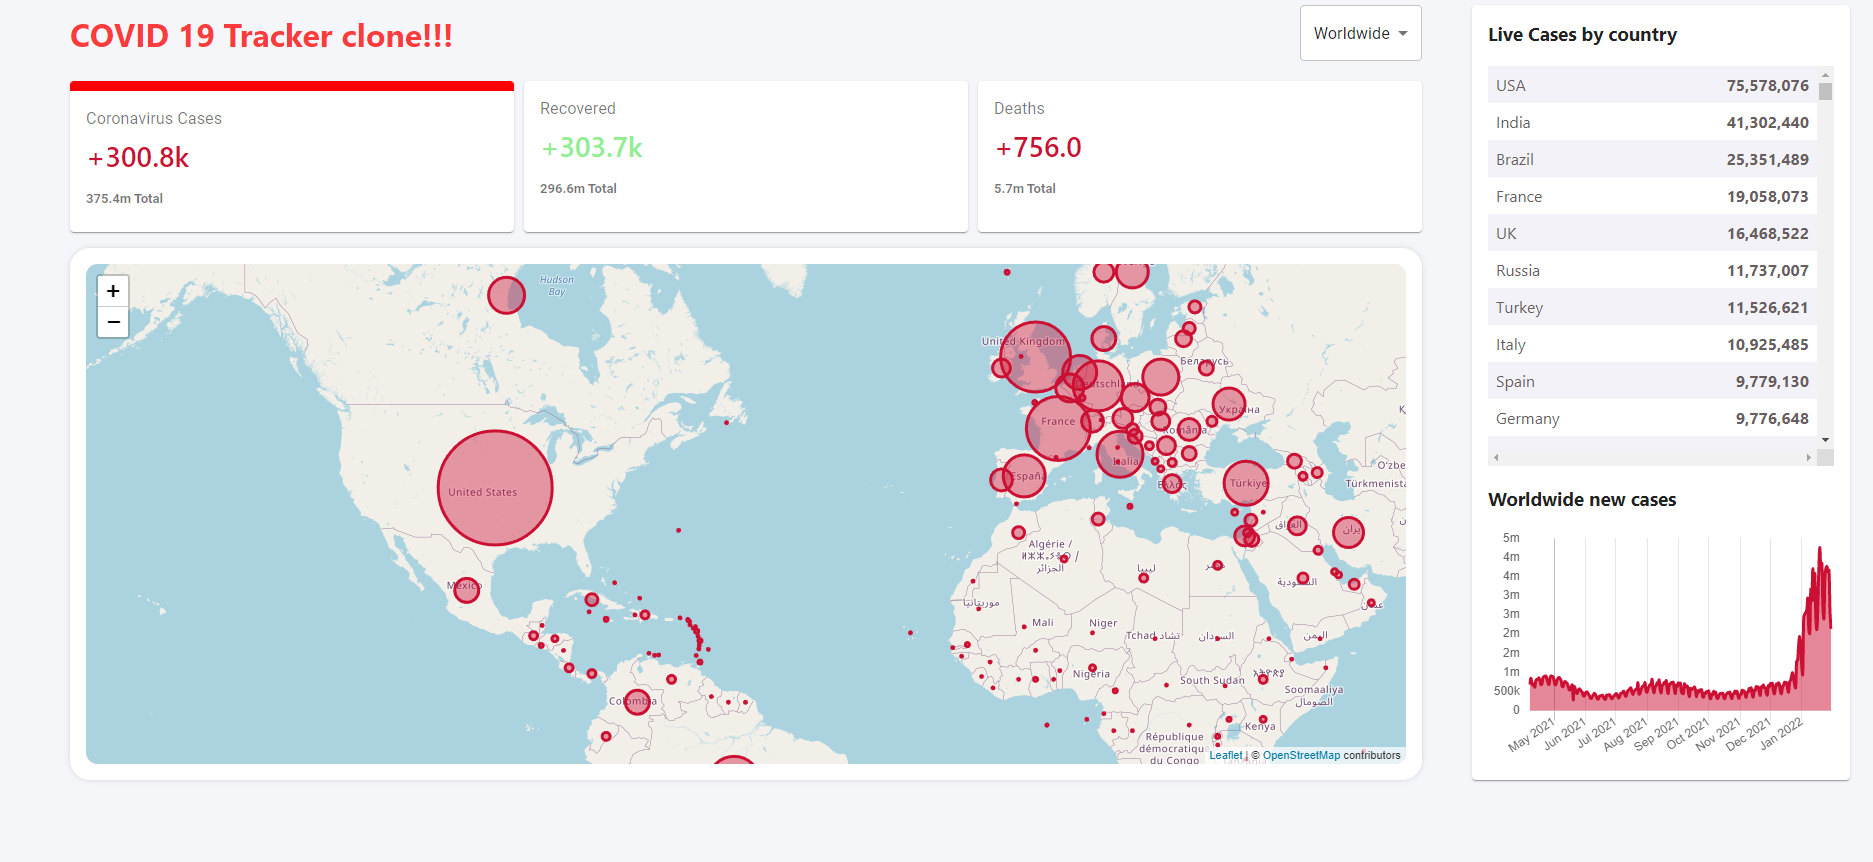 COVID 19 Tracker clone!!!
Worldwide
Coronavirus Cases
+300.8k
375.4m Total
Recovered
+303.7k
296.6m Total
Deaths
+756.0
5.7m Total
+
−
Hudson
Bay
United Kingdom
Беларусь
Deutschland
Україна
France
România
Italia
España
Ελλάς
Türkiye
O'zbe
Türkmenista
United States
México
Algérie /
الجزائر
ليبيا
مصر
العراق
ایران
السعودية
عمان
موريتانيا
Mali
Niger
Tchad تشاد
السودان
اليمن
Nigeria
South Sudan
Soomaaliya
الصومال
Colombia
Kenya
République
démocratique
du Congo
Tanzania
Leaflet | © OpenStreetMap contributors
Live Cases by country
USA 75,578,076
India 41,302,440
Brazil 25,351,489
France 19,058,073
UK 16,468,522
Russia 11,737,007
Turkey 11,526,621
Italy 10,925,485
Spain 9,779,130
Germany 9,776,648
Worldwide new cases
5m
4m
4m
3m
3m
2m
2m
1m
500k
0
May 2021
Jun 2021
Jul 2021
Aug 2021
Sep 2021
Oct 2021
Nov 2021
Dec 2021
Jan 2022